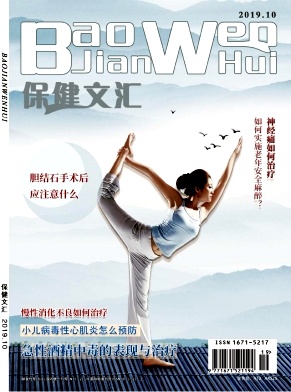 2019.10
Bao Wen
Jian Hui
保健文汇
BAOJIANWENHUI
神经痛如何治疗
如何实施老年安全麻醉?
胆结石手术后
应注意什么
慢性消化不良如何治疗
小儿病毒性心肌炎怎么预防
急性酒精中毒的表现与治疗
ISSN 1671-5217
保健文汇 2019.10